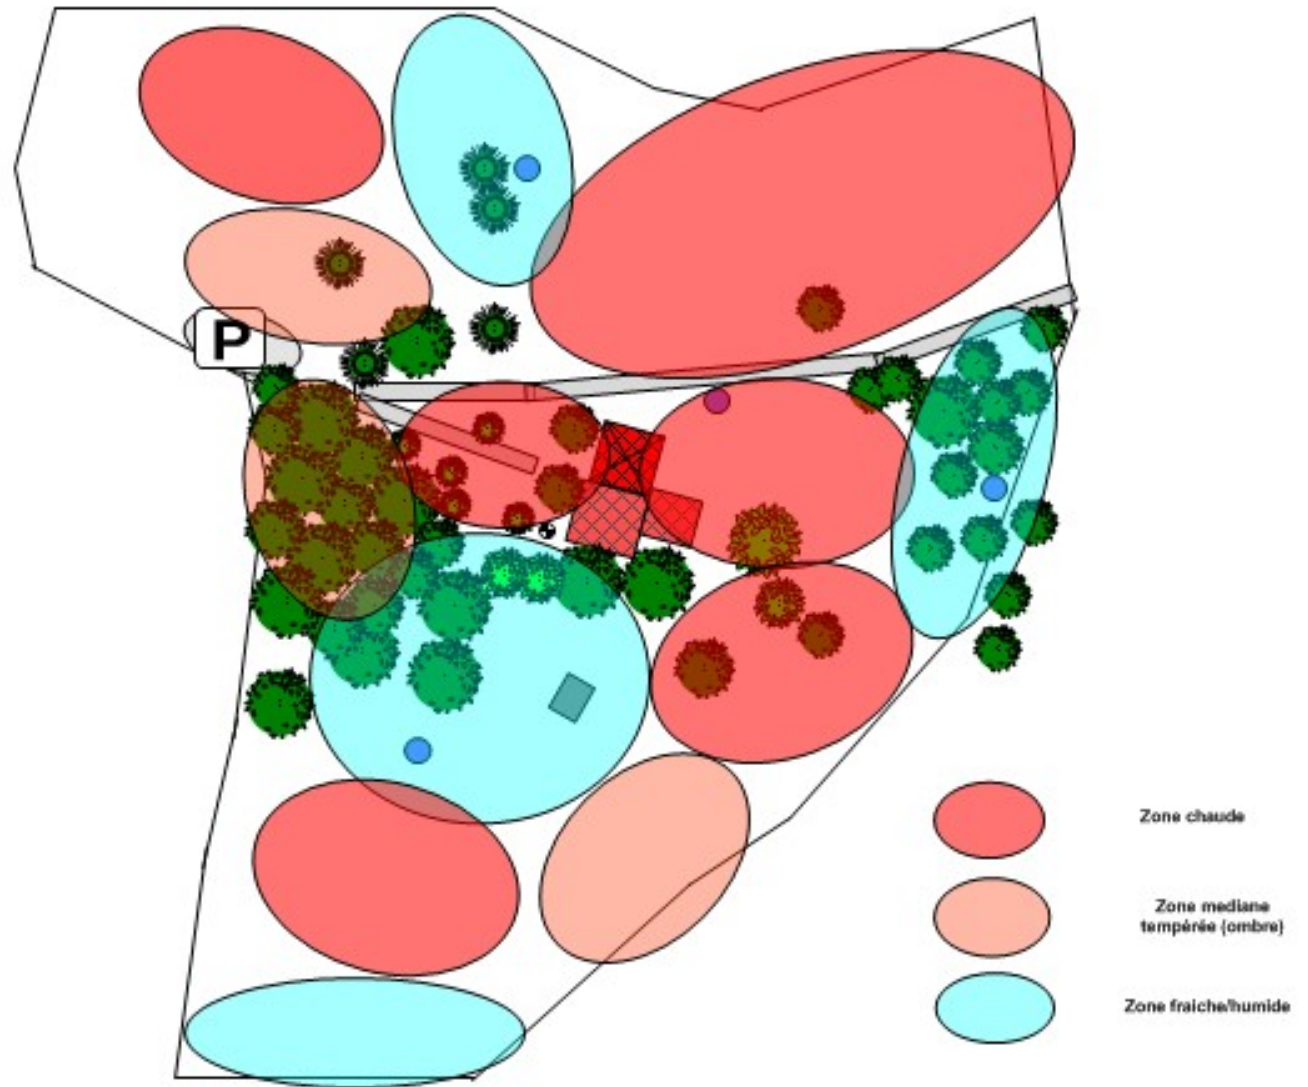 P
Zone chaude
Zone mediane
tempérée (ombre)
Zone fraiche/humide